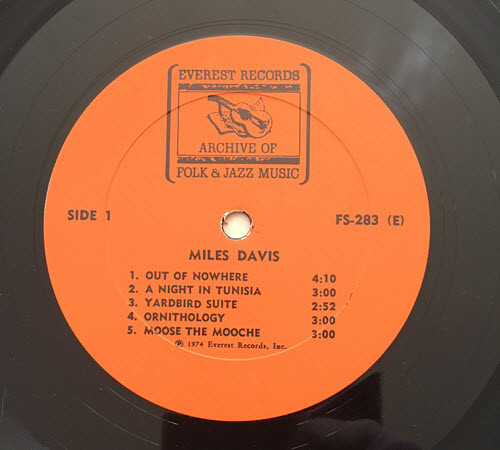 EVEREST RECORDS
ARCHIVE OF
FOLK & JAZZ MUSIC
SIDE 1 FS-283 (E)
MILES DAVIS
1. OUT OF NOWHERE 4:10
2. A NIGHT IN TUNISIA 3:00
3. YARDBIRD SUITE 2:52
4. ORNITHOLOGY 3:00
5. MOOSE THE MOOCHE 3:00
℗ 1974 Everest Records, Inc.